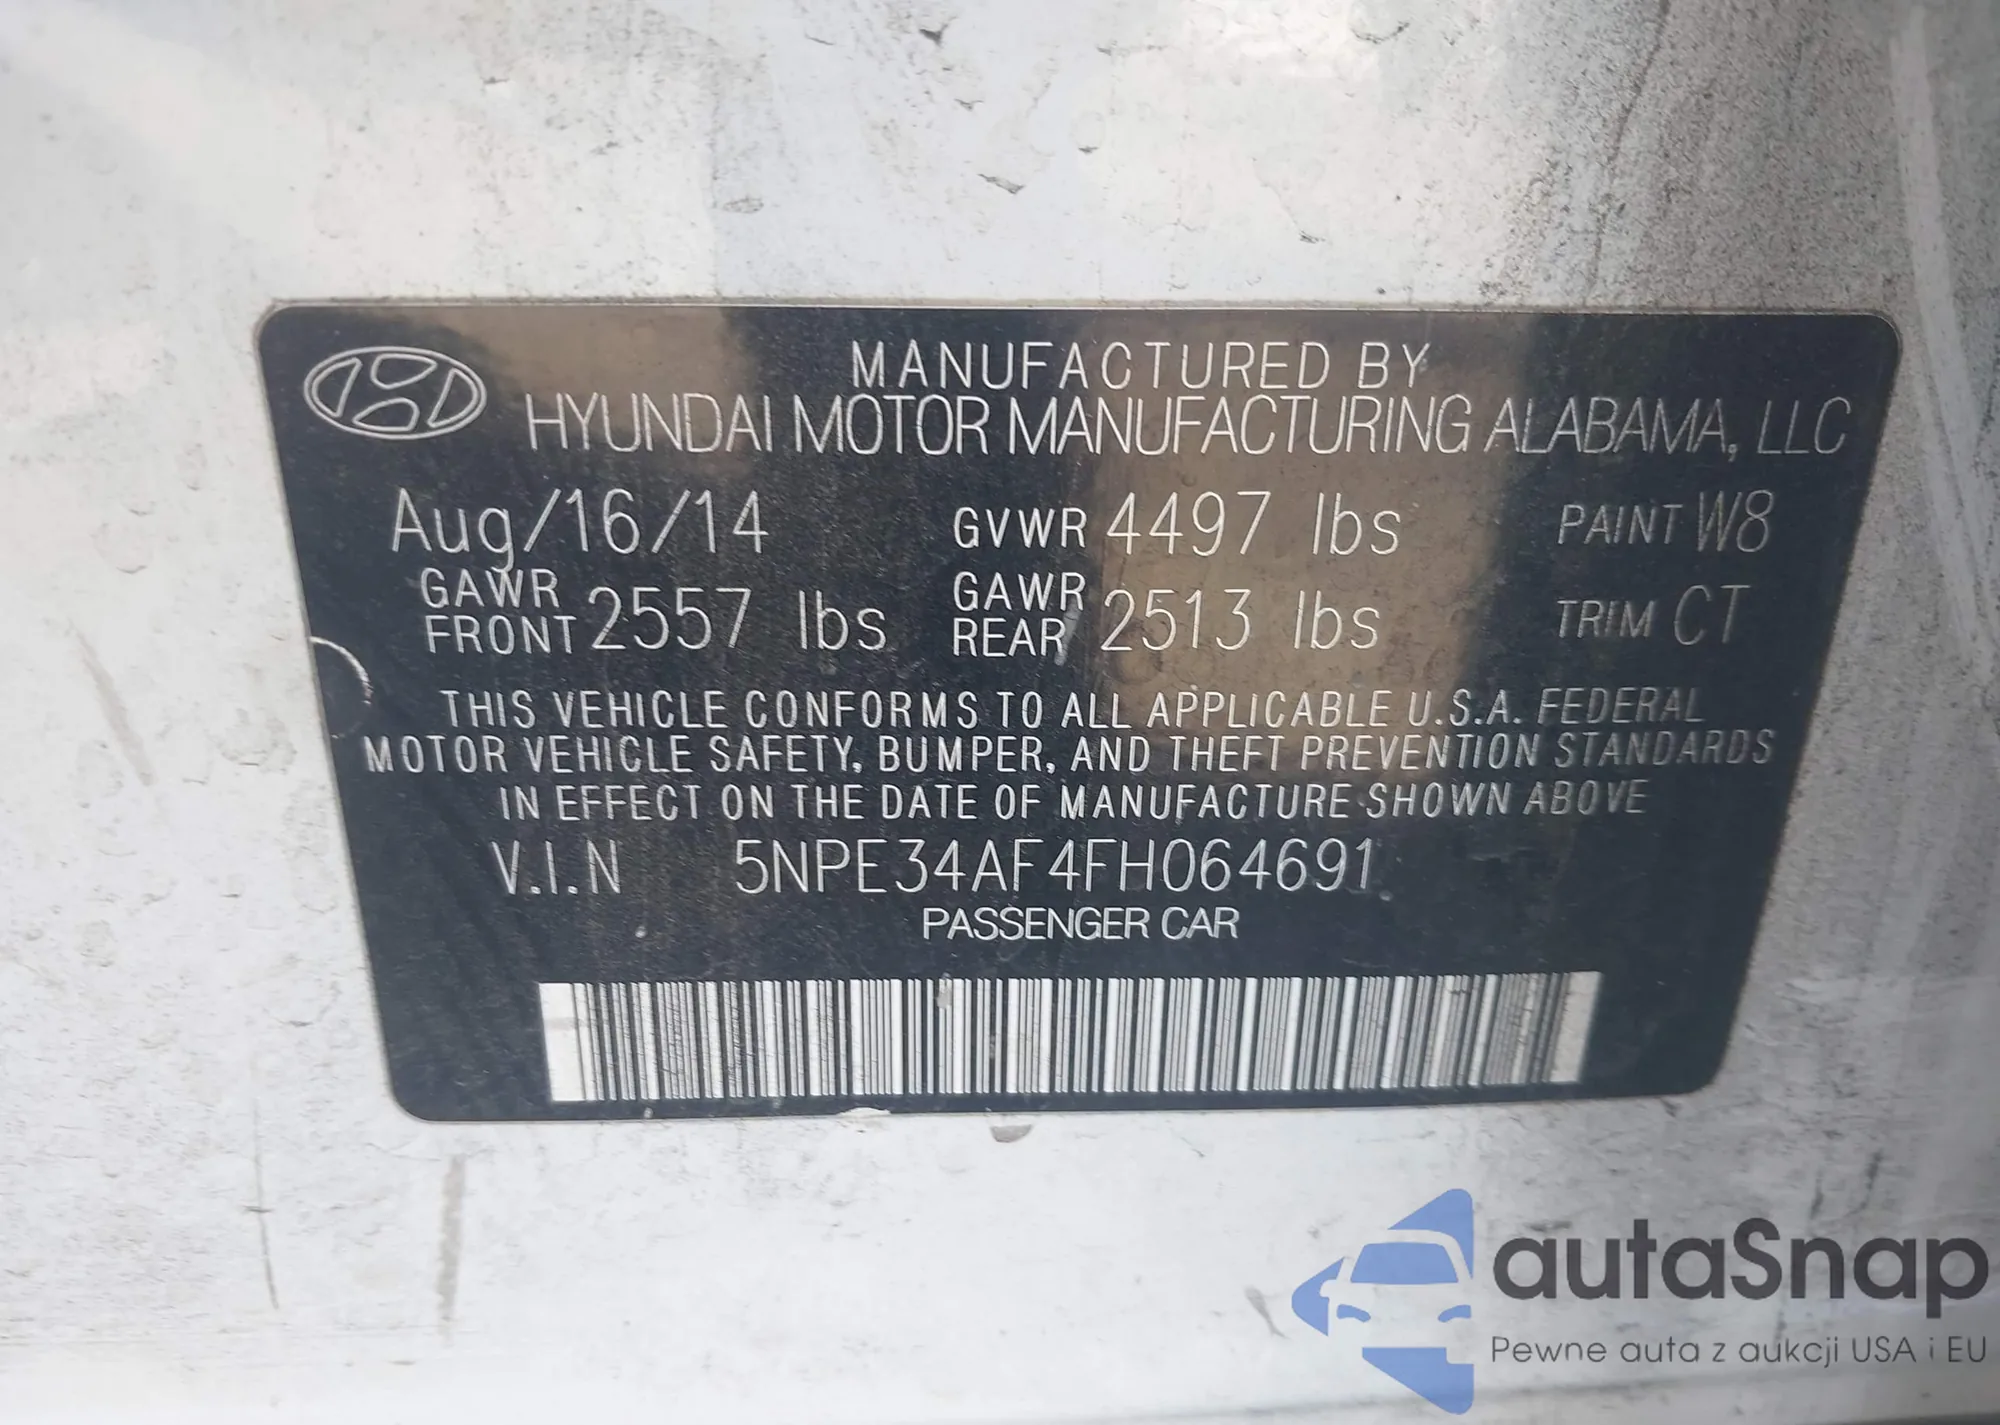 MANUFACTURED BY
HYUNDAI MOTOR MANUFACTURING ALABAMA, LLC
Aug/16/14 GVWR 4497 lbs PAINT W8
GAWR FRONT 2557 lbs GAWR REAR 2513 lbs TRIM CT
THIS VEHICLE CONFORMS TO ALL APPLICABLE U.S.A. FEDERAL
MOTOR VEHICLE SAFETY, BUMPER, AND THEFT PREVENTION STANDARDS
IN EFFECT ON THE DATE OF MANUFACTURE SHOWN ABOVE
V.I.N 5NPE34AF4FH064691
PASSENGER CAR
autaSnap
Pewne auta z aukcji USA i EU